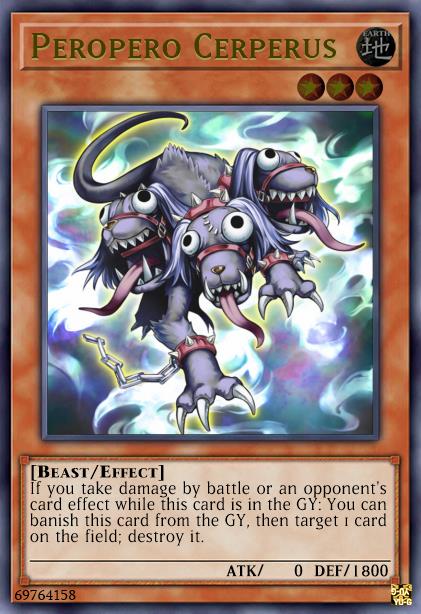 Peropero Cerperus
EARTH
地
[Beast/Effect]
If you take damage by battle or an opponent's
card effect while this card is in the GY: You can
banish this card from the GY, then target 1 card
on the field; destroy it.
ATK/ 0 DEF/1800
69764158